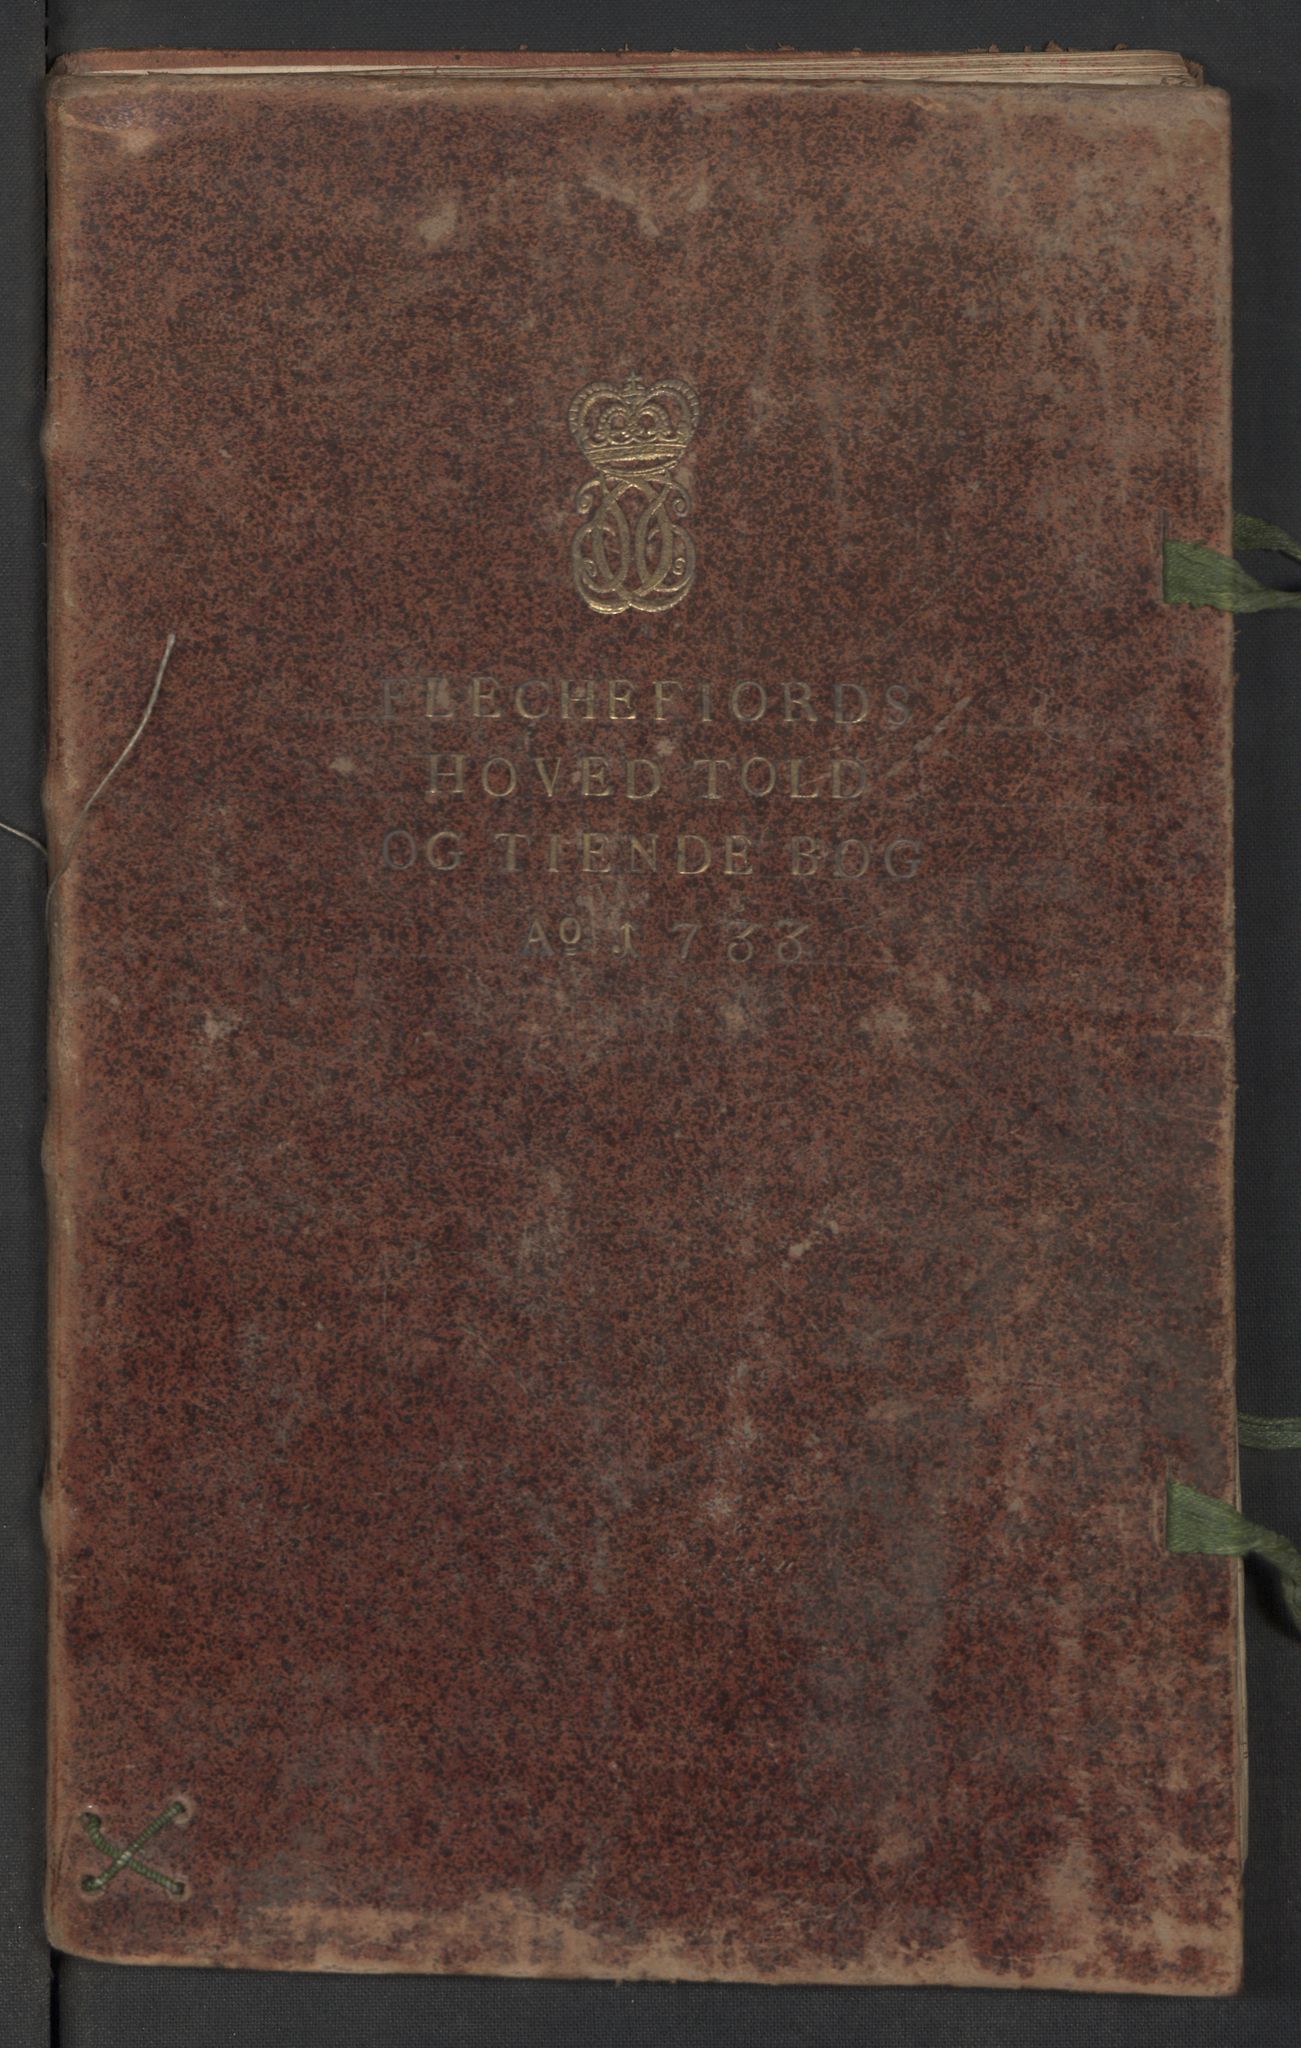 FLECHEFIORDS
HOVED TOLD
OG TIENDE BOG
Aº 1733